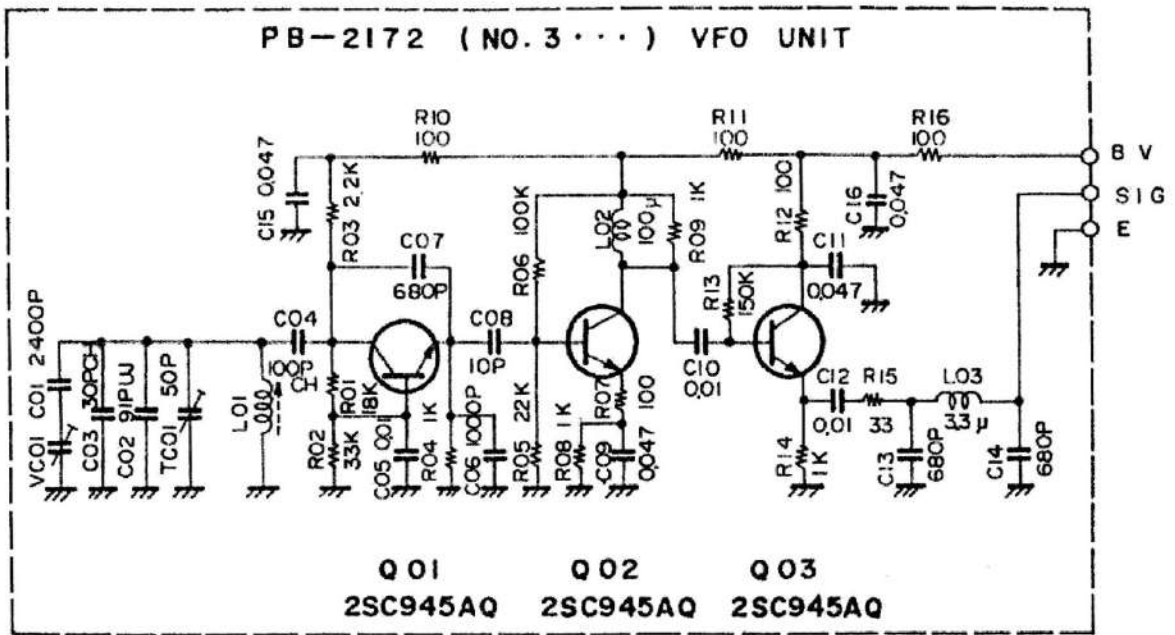 PB-2172 (NO.3 ···) VFO UNIT
R10
100
R11
100
R16
100
B V
SIG
E
C15 0.047
R03 2.2K
C07
680P
R06 100K
L02
100μ
R09 1K
R12 100
C16
0.047
C11
0.047
R13
150K
C04
100P
CH
C08
10P
C10
0.01
C12
0.01
R15
33
L03
33μ
VC01 C01 2400P
C03 30PCH
C02 91PUJ
TC01 50P
L01
R01
18K
R02
33K
C05 0.01
R04 1K
C06 1000P
R05 22K
R08 1K
R07
100
C09
0.047
R14
1K
C13
680P
C14
680P
Q01
2SC945AQ
Q02
2SC945AQ
Q03
2SC945AQ